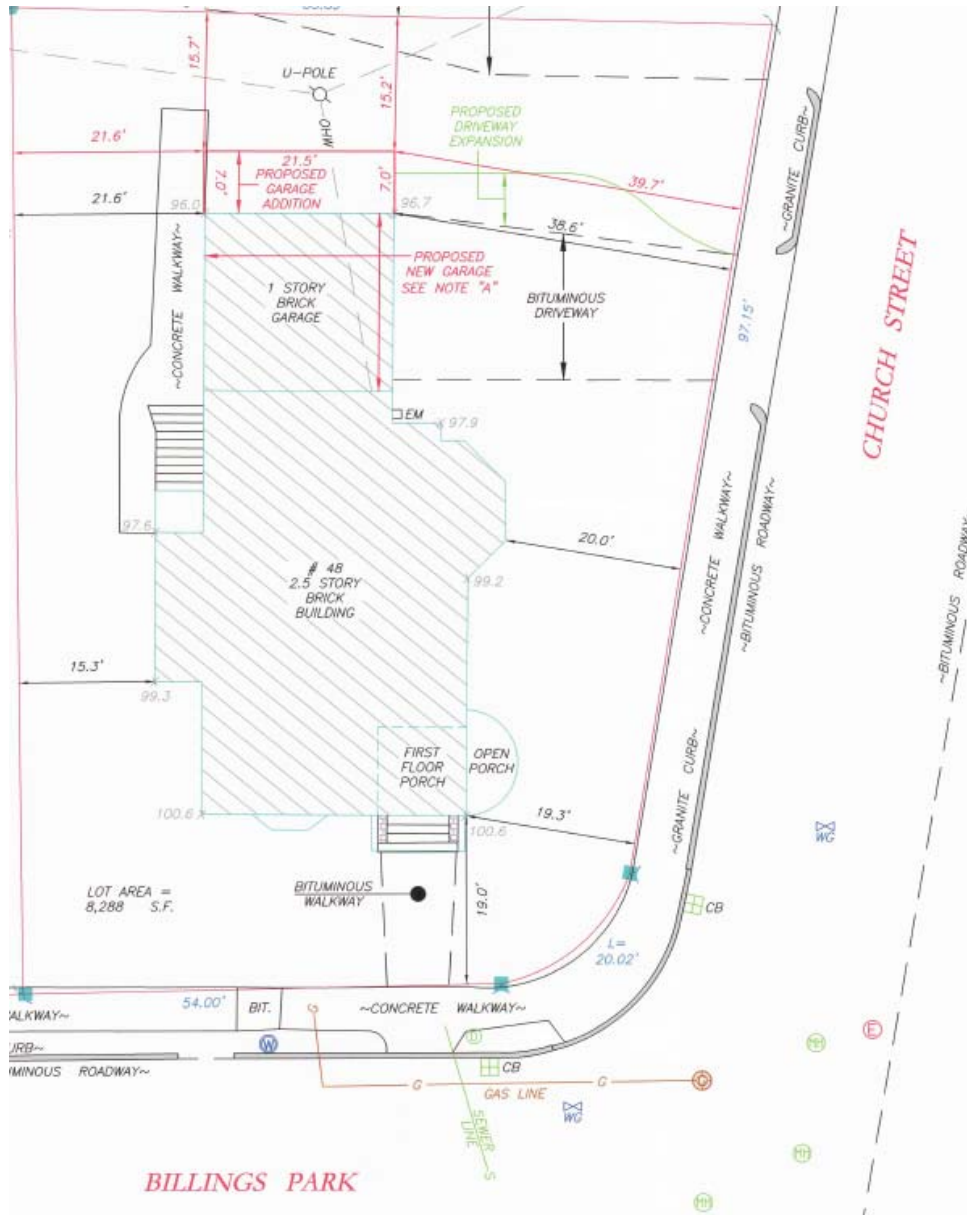 15.7'
U-POLE
15.2'
OHW
PROPOSED
DRIVEWAY
EXPANSION
~GRANITE CURB~
21.6'
21.5'
7.0'
PROPOSED
GARAGE
ADDITION
7.0'
39.7'
21.6'
96.0
96.7
38.6'
~CONCRETE WALKWAY~
PROPOSED
NEW GARAGE
SEE NOTE "A"
1 STORY
BRICK
GARAGE
BITUMINOUS
DRIVEWAY
97.15'
CHURCH STREET
EM
97.9
97.6
20.0'
~CONCRETE WALKWAY~
~BITUMINOUS ROADWAY~
~BITUMINOUS ROADWAY
# 48
2.5 STORY
BRICK
BUILDING
99.2
15.3'
99.3
FIRST
FLOOR
PORCH
OPEN
PORCH
~GRANITE CURB~
100.6
100.6
19.3'
WG
LOT AREA =
8,288 S.F.
BITUMINOUS
WALKWAY
19.0'
CB
L=
20.02'
54.00'
BIT.
~CONCRETE WALKWAY~
ALKWAY~
G
D
E
MH
URB~
W
UMINOUS ROADWAY~
CB
G
G
G
GAS LINE
WG
SEWER
LINE
S
MH
BILLINGS PARK
MH